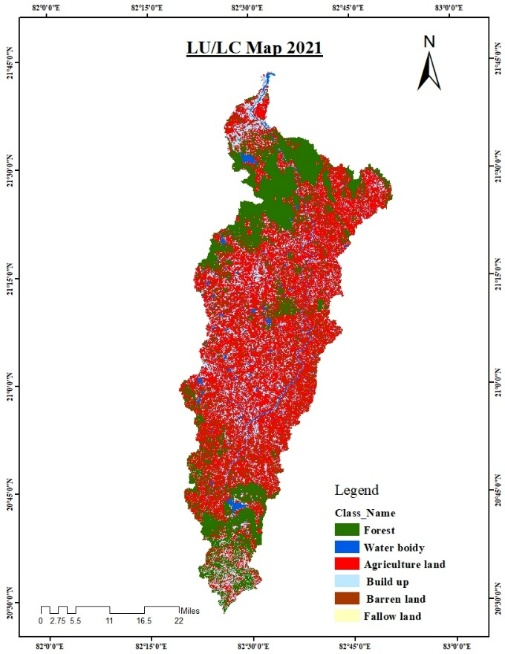 82°0'0"N 82°15'0"N 82°30'0"N 82°45'0"N 83°0'0"N
LU/LC Map 2021
N
21°45'0"N 21°45'0"N
21°30'0"N 21°30'0"N
21°15'0"N 21°15'0"N
21°0'0"N 21°0'0"N
20°45'0"N 20°45'0"N
Legend
Class_Name
Forest
Water boidy
Agriculture land
Build up
Barren land
Fallow land
20°30'0"N 20°30'0"N
Miles
0 2.75 5.5 11 16.5 22
82°0'0"N 82°15'0"N 82°30'0"N 82°45'0"N 83°0'0"N